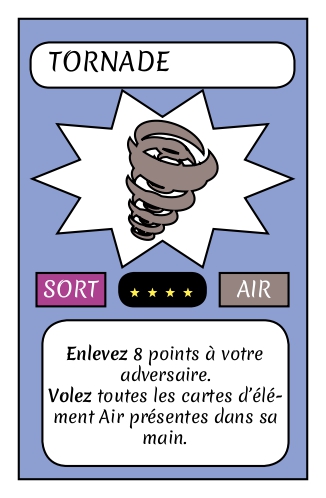 TORNADE
SORT
AIR
Enlevez 8 points à votre
adversaire.
Volez toutes les cartes d'élé-
ment Air présentes dans sa
main.